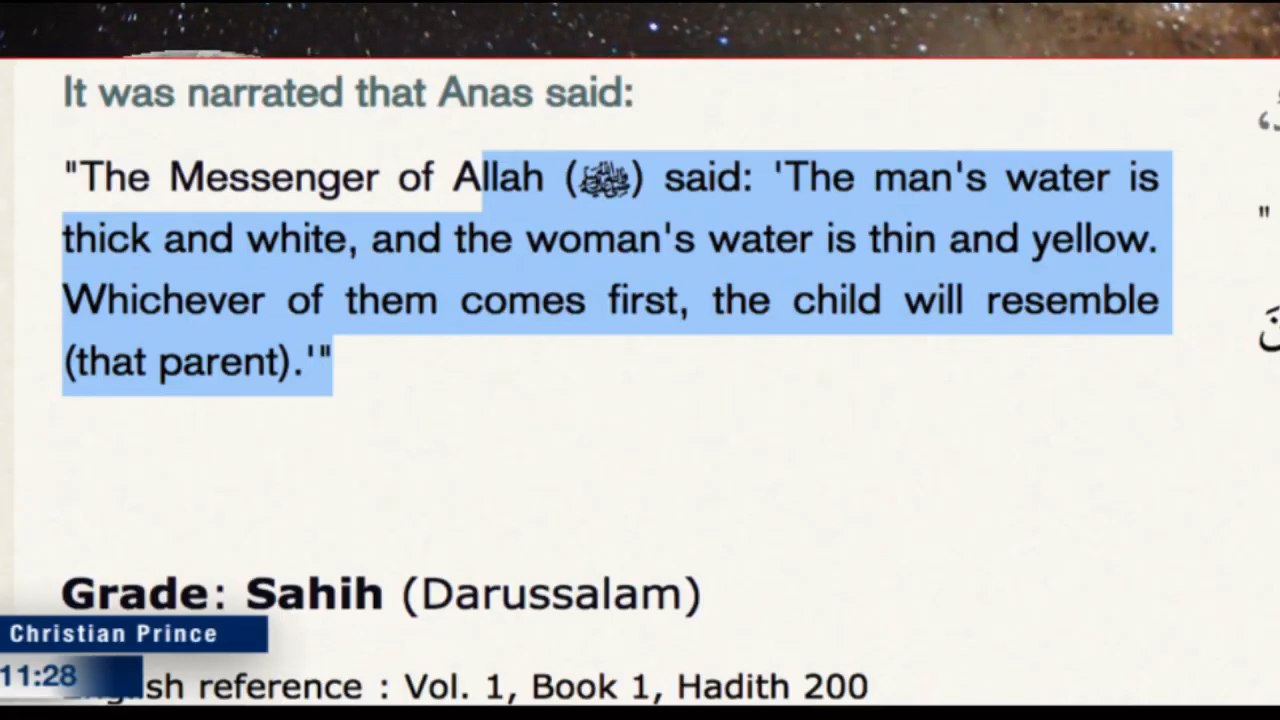 It was narrated that Anas said:
"The Messenger of Allah (ﷺ) said: 'The man's water is
thick and white, and the woman's water is thin and yellow.
Whichever of them comes first, the child will resemble
(that parent).'"
"
Grade: Sahih (Darussalam)
Christian Prince
11:28
sh reference : Vol. 1, Book 1, Hadith 200